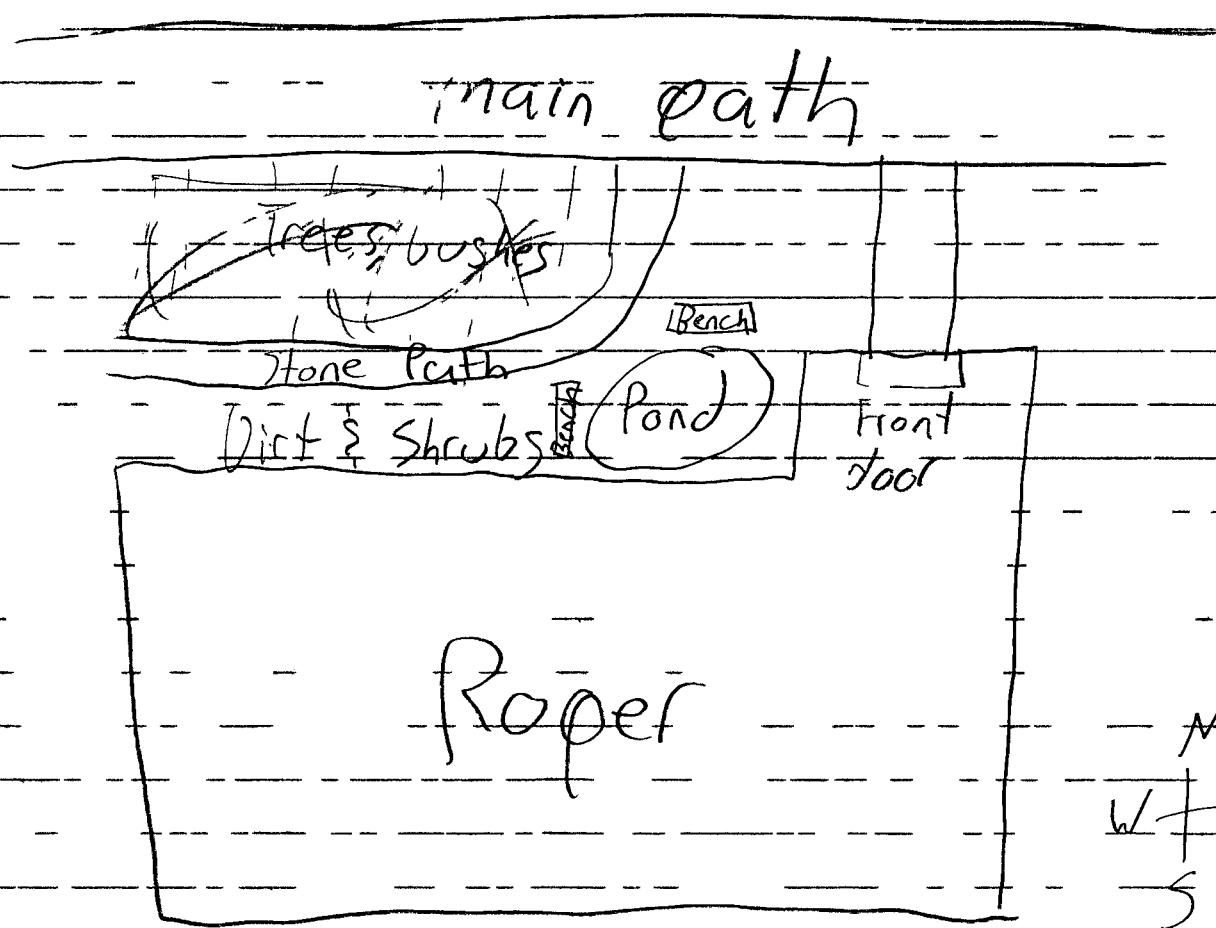 main path
Trees, bushes
Bench
Stone Path
Pond
Bench
Dirt & Shrubs
Front
door
Roper
N
W
S